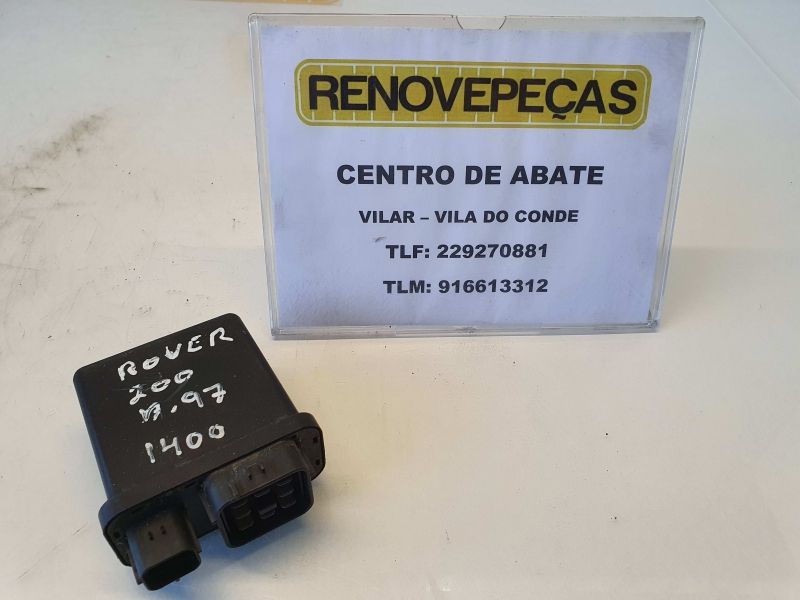 RENOVEPEÇAS
CENTRO DE ABATE
VILAR – VILA DO CONDE
TLF: 229270881
TLM: 916613312
ROVER
200
A.97
1400